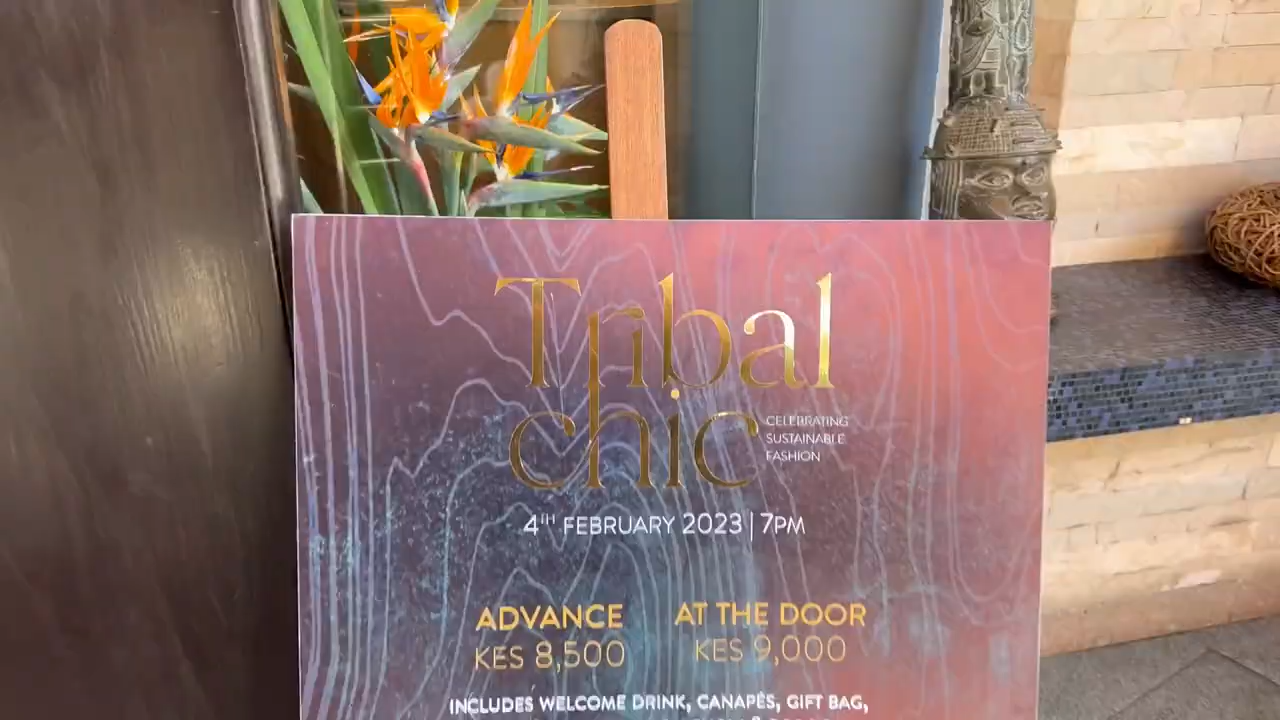 Tribal
chic
CELEBRATING
SUSTAINABLE
FASHION
4TH FEBRUARY 2023 | 7PM
ADVANCE AT THE DOOR
KES 8,500 KES 9,000
INCLUDES WELCOME DRINK, CANAPÉS, GIFT BAG,